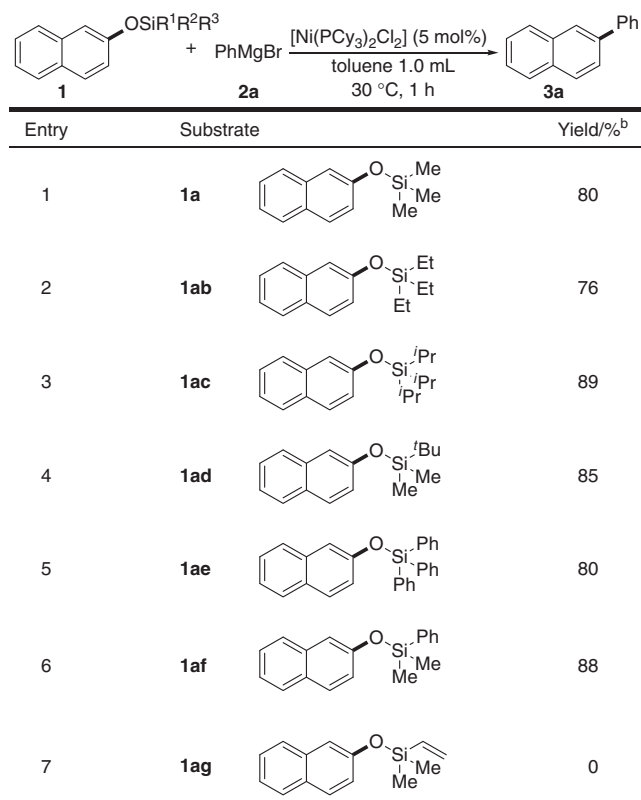 OSiR¹R²R³
+ PhMgBr
[Ni(PCy₃)₂Cl₂] (5 mol%)
toluene 1.0 mL
30 °C, 1 h
Ph
1 2a 3a
Entry Substrate Yield/%ᵇ
1 1a O Si Me Me Me 80
2 1ab O Si Et Et Et 76
3 1ac O Si ⁱPr ⁱPr ⁱPr 89
4 1ad O Si ᵗBu Me Me 85
5 1ae O Si Ph Ph Ph 80
6 1af O Si Ph Me Me 88
7 1ag O Si Me Me 0